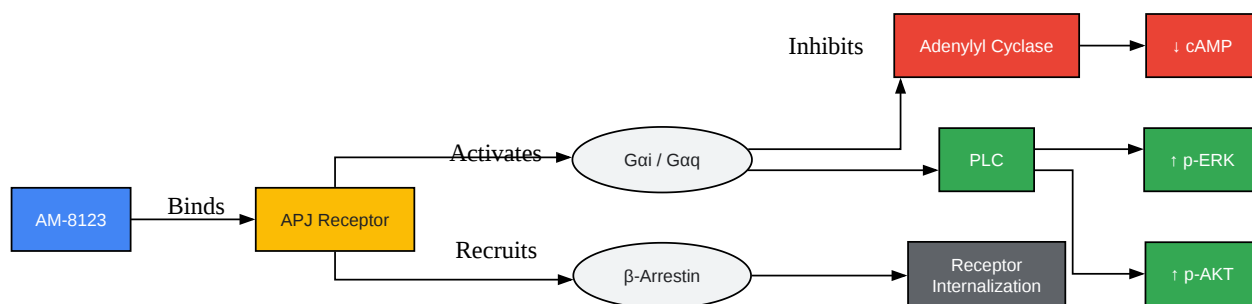 Inhibits
Adenylyl Cyclase
↓ cAMP
Activates
Gαi / Gαq
PLC
↑ p-ERK
AM-8123
Binds
APJ Receptor
Recruits
β-Arrestin
Receptor
Internalization
↑ p-AKT